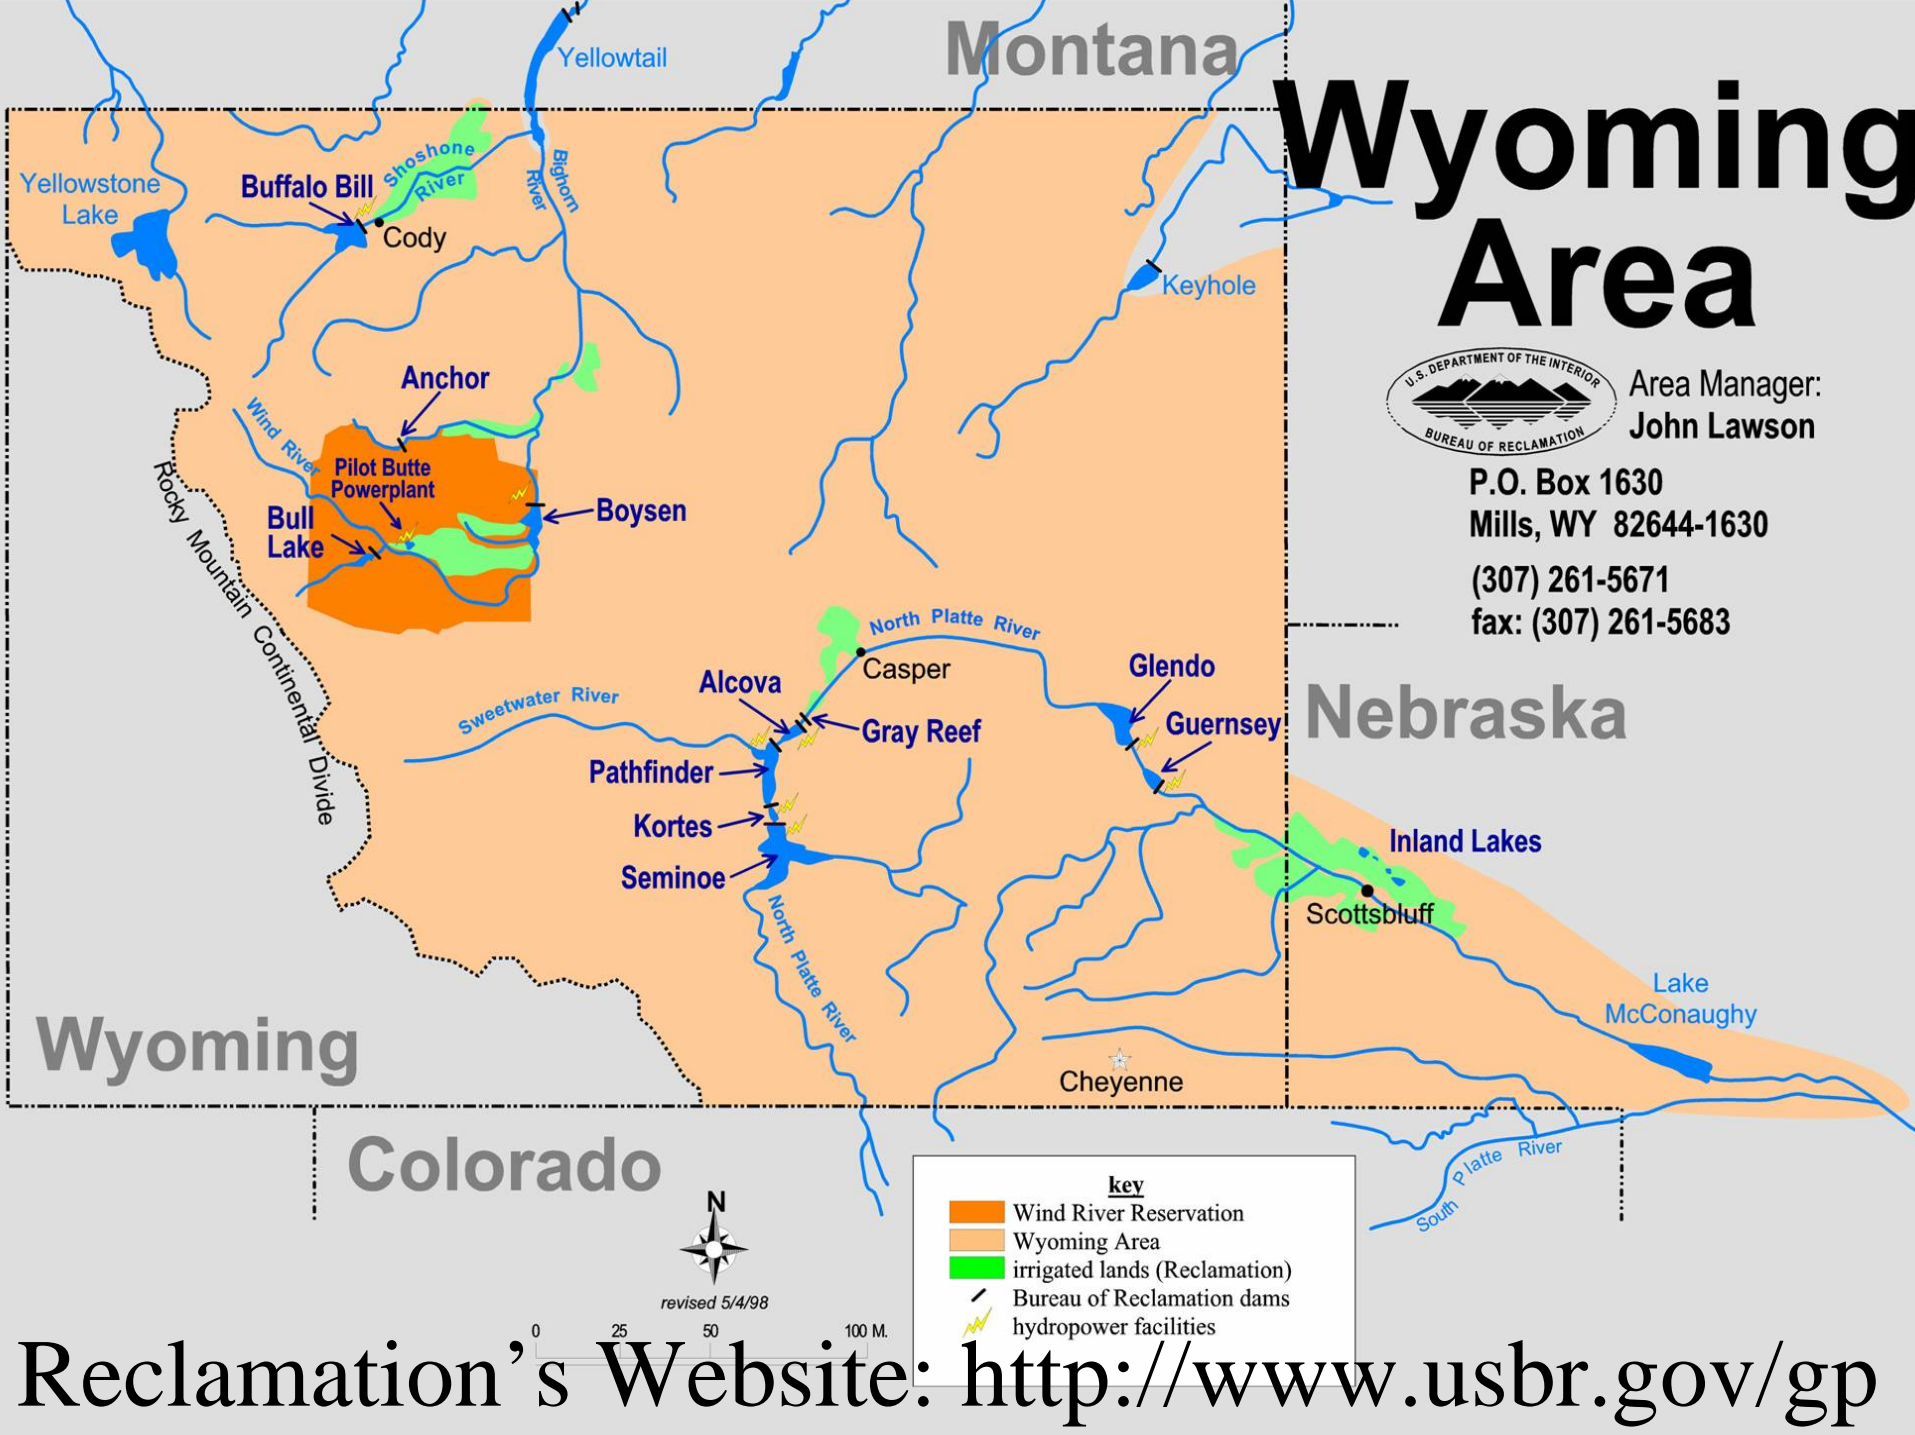 Montana
Yellowtail
Wyoming
Area
Yellowstone
Lake
Buffalo Bill
Shoshone
River
Bighorn
River
Cody
Keyhole
U.S. DEPARTMENT OF THE INTERIOR
BUREAU OF RECLAMATION
Area Manager:
John Lawson
P.O. Box 1630
Mills, WY 82644-1630
(307) 261-5671
fax: (307) 261-5683
Anchor
Wind River
Pilot Butte
Powerplant
Bull
Lake
Boysen
Rocky Mountain Continental Divide
North Platte River
Casper
Glendo
Alcova
Sweetwater River
Gray Reef
Guernsey
Nebraska
Pathfinder
Kortes
Seminoe
Inland Lakes
Scottsbluff
North Platte River
Lake
McConaughy
Wyoming
Cheyenne
Colorado
South Platte River
N
revised 5/4/98
0 25 50 100 M.
key
Wind River Reservation
Wyoming Area
irrigated lands (Reclamation)
Bureau of Reclamation dams
hydropower facilities
Reclamation’s Website: http://www.usbr.gov/gp